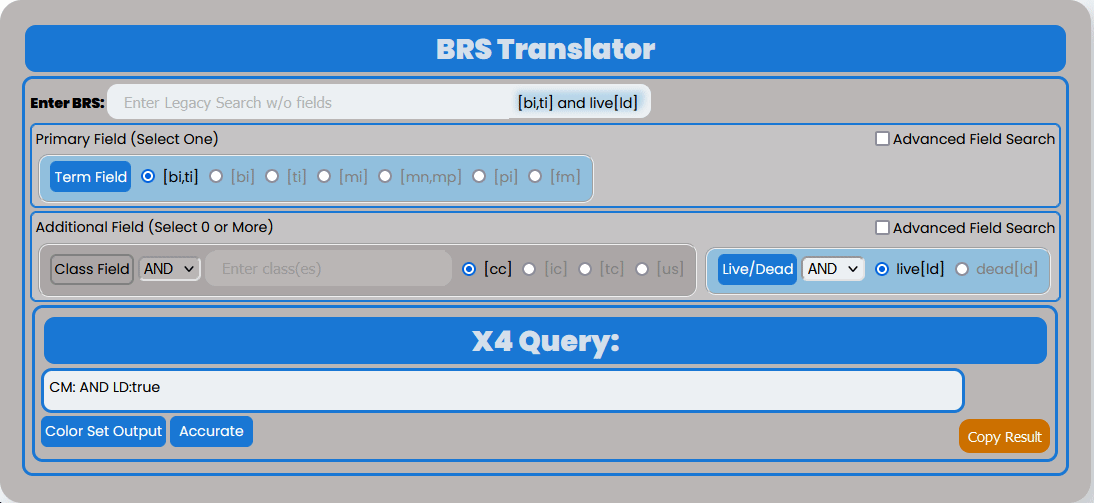 BRS Translator
Enter BRS: Enter Legacy Search w/o fields [bi,ti] and live[ld]
Primary Field (Select One) Advanced Field Search
Term Field [bi,ti] [bi] [ti] [mi] [mn,mp] [pi] [fm]
Additional Field (Select 0 or More) Advanced Field Search
Class Field AND Enter class(es) [cc] [ic] [tc] [us] Live/Dead AND live[ld] dead[ld]
X4 Query:
CM: AND LD:true
Color Set Output Accurate Copy Result